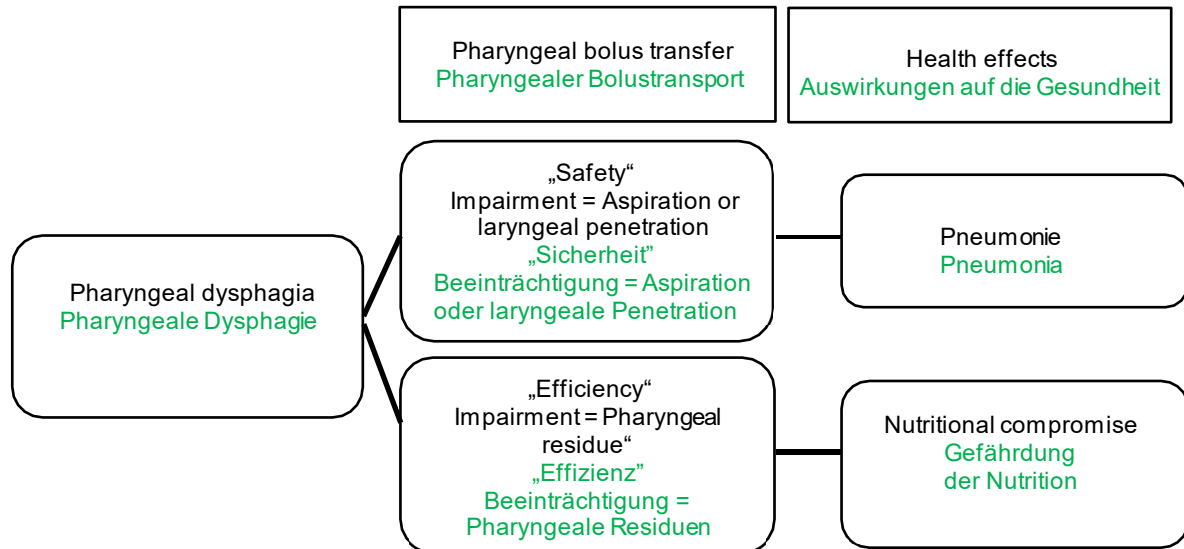 Pharyngeal bolus transfer
Pharyngealer Bolustransport
Health effects
Auswirkungen auf die Gesundheit
Pharyngeal dysphagia
Pharyngeale Dysphagie
„Safety“
Impairment = Aspiration or
laryngeal penetration
„Sicherheit”
Beeinträchtigung = Aspiration
oder laryngeale Penetration
Pneumonie
Pneumonia
„Efficiency“
Impairment = Pharyngeal
residue“
„Effizienz”
Beeinträchtigung =
Pharyngeale Residuen
Nutritional compromise
Gefährdung
der Nutrition